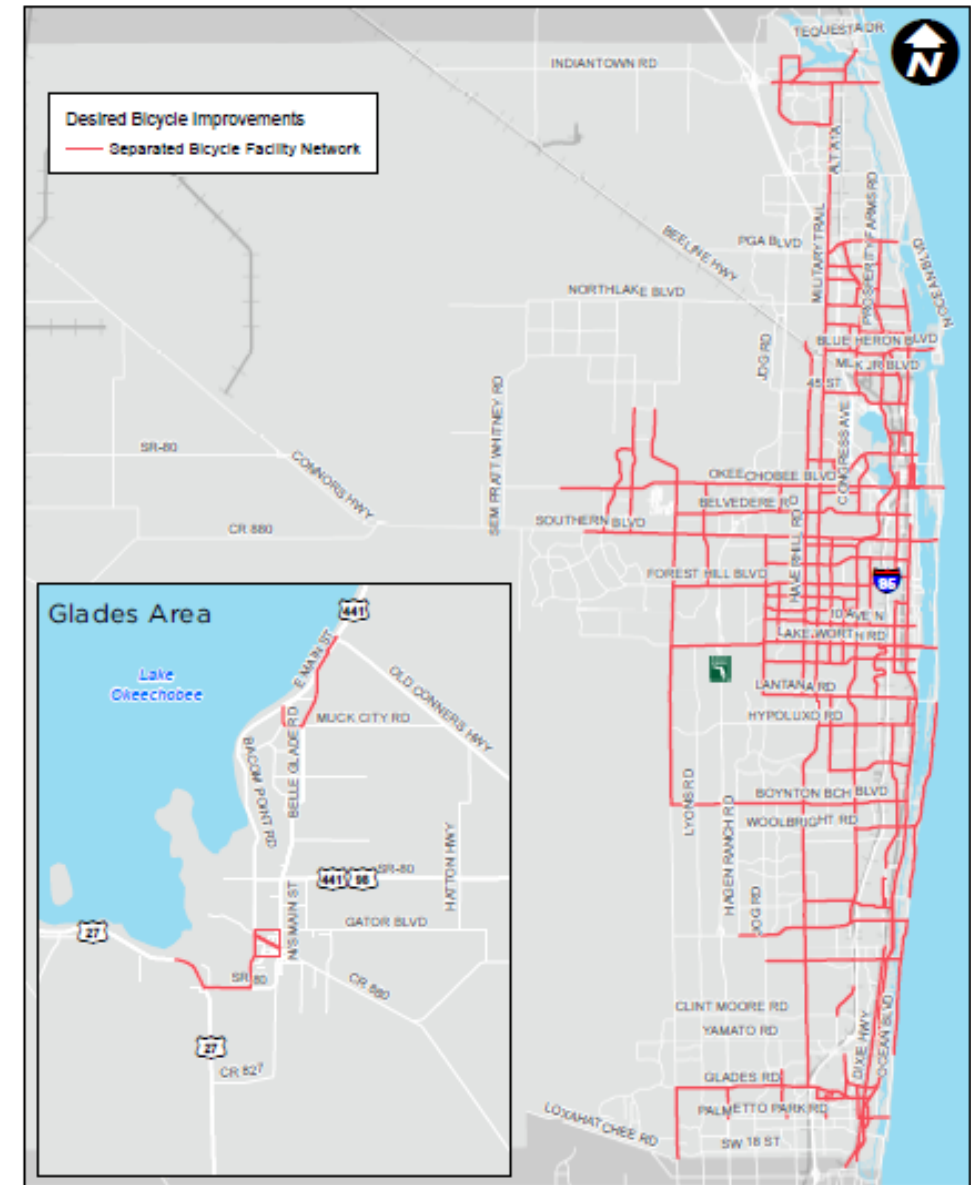 TEQUESTA DR
N
INDIANTOWN RD
Desired Bicycle Improvements
Separated Bicycle Facility Network
ALT A1A
PROSPERITY FARMS RD
MILITARY TRAIL
PGA BLVD
BEELINE HWY
N OCEAN BLVD
NORTHLAKE BLVD
BLUE HERON BLVD
JOG RD
MLK JR BLVD
45 ST
SEM PRATT WHITNEY RD
CONGRESS AVE
SR-80
CONNORS HWY
OKEECHOBEE BLVD
BELVEDERE RD
SOUTHERN BLVD
CR 880
HAVERHILL RD
FOREST HILL BLVD
95
10 AVE N
LAKE WORTH RD
LANTANA RD
HYPOLUXO RD
LYONS RD
HAGEN RANCH RD
BOYNTON BCH BLVD
WOOLBRIGHT RD
JOG RD
CLINT MOORE RD
YAMATO RD
DIXIE HWY
OCEAN BLVD
GLADES RD
PALMETTO PARK RD
LOXAHATCHEE RD
SW 18 ST
Glades Area
441
Lake
Okeechobee
E MAIN ST
OLD CONNERS HWY
MUCK CITY RD
BACOM POINT RD
BELLE GLADE RD
HATTON HWY
441 98
SR-80
N/S MAIN ST
GATOR BLVD
27
SR 80
CR 880
27
CR 827